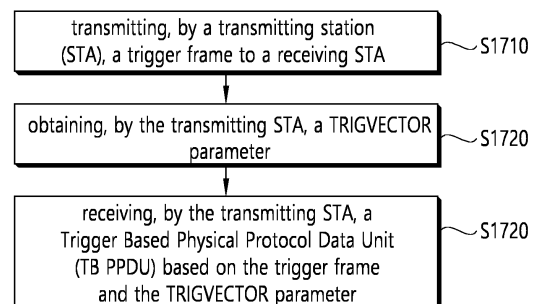 transmitting, by a transmitting station
(STA), a trigger frame to a receiving STA
S1710
obtaining, by the transmitting STA, a TRIGVECTOR
parameter
S1720
receiving, by the transmitting STA, a
Trigger Based Physical Protocol Data Unit
(TB PPDU) based on the trigger frame
and the TRIGVECTOR parameter
S1720